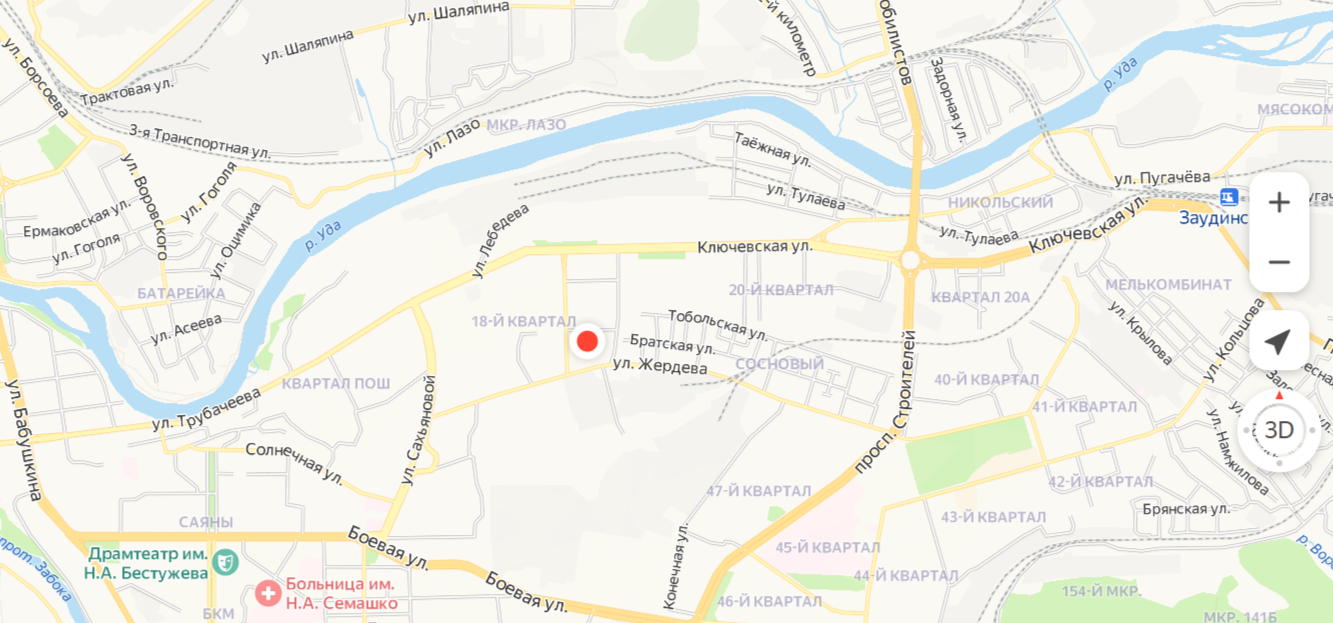 ул. Шаляпина
ул. Шаляпина
-й километр
обилистов
ул. Борсоева
Трактовая ул.
3-я Транспортная ул.
ул. Лазо
МКР. ЛАЗО
Задорная ул.
р. Уда
МЯСОКОМ
Таёжная ул.
ул. Тулаева
ул. Пугачёва
Заудинс
НИКОЛЬСКИЙ
ул. Тулаева
Ключевская ул.
ул. Воровского
ул. Гоголя
Ермаковская ул.
ул. Гоголя
ул. Оцимика
р. Уда
ул. Лебедева
Ключевская ул.
БАТАРЕЙКА
ул. Асеева
18-Й КВАРТАЛ
20-Й КВАРТАЛ
КВАРТАЛ 20А
МЕЛЬКОМБИНАТ
ул. Крылова
ул. Кольцова
Тобольская ул.
Братская ул.
ул. Жердева
СОСНОВЫЙ
КВАРТАЛ ПОШ
ул. Трубачеева
ул. Бабушкина
ул. Сахьяновой
Солнечная ул.
просп. Строителей
40-Й КВАРТАЛ
41-Й КВАРТАЛ
3D
ул. Намжилова
42-Й КВАРТАЛ
47-Й КВАРТАЛ
43-Й КВАРТАЛ
Брянская ул.
САЯНЫ
Боевая ул.
Драмтеатр им.
Н.А. Бестужева
Больница им.
Н.А. Семашко
Боевая ул.
Конечная ул.
45-Й КВАРТАЛ
44-Й КВАРТАЛ
46-Й КВАРТАЛ
154-Й МКР.
МКР. 141Б
БКМ
прот. Забока
р. Воро